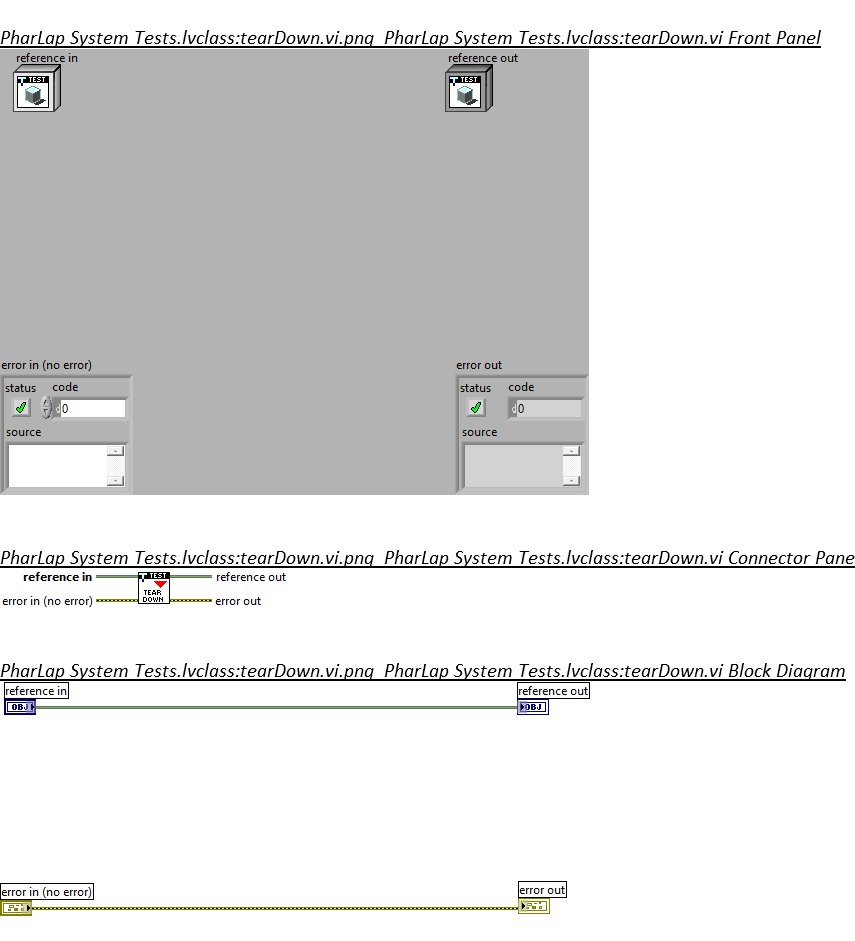 PharLap System Tests.lvclass:tearDown.vi.png PharLap System Tests.lvclass:tearDown.vi Front Panel
reference in
reference out
TEST
TEST
error in (no error)
error out
status
code
status
code
d 0
d 0
source
source
PharLap System Tests.lvclass:tearDown.vi.png PharLap System Tests.lvclass:tearDown.vi Connector Pane
reference in
TEST
reference out
error in (no error)
TEAR
DOWN
error out
PharLap System Tests.lvclass:tearDown.vi.png PharLap System Tests.lvclass:tearDown.vi Block Diagram
reference in
reference out
OBJ
OBJ
error in (no error)
error out